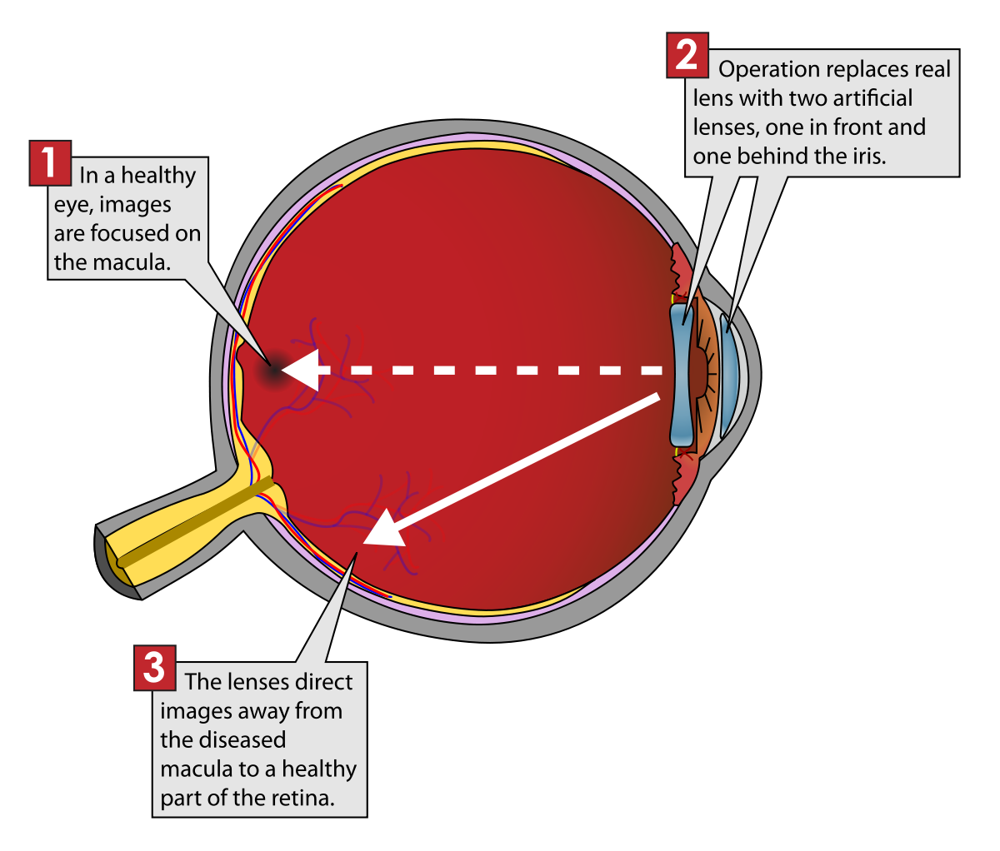 1
In a healthy
eye, images
are focused on
the macula.
2
Operation replaces real
lens with two artificial
lenses, one in front and
one behind the iris.
3
The lenses direct
images away from
the diseased
macula to a healthy
part of the retina.